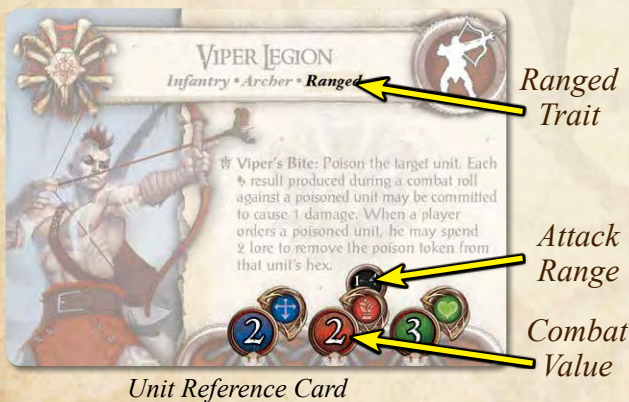 VIPER LEGION
Infantry • Archer • Ranged
Viper's Bite: Poison the target unit. Each
result produced during a combat roll
against a poisoned unit may be committed
to cause 1 damage. When a player
orders a poisoned unit, he may spend
2 lore to remove the poison token from
that unit's hex.
2 2 3
Ranged
Trait
Attack
Range
Combat
Value
Unit Reference Card